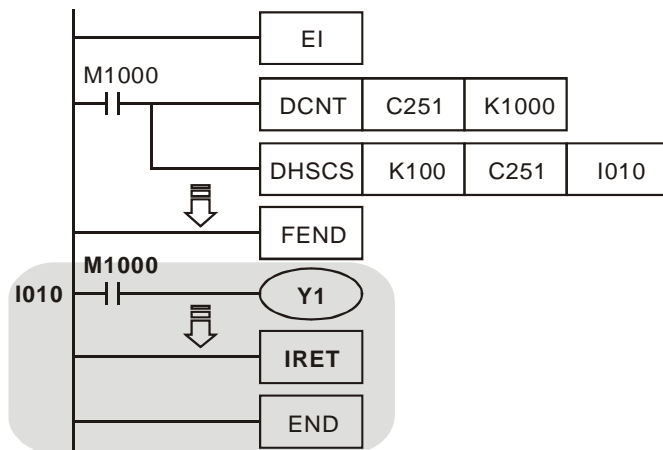 EI
M1000
DCNT C251 K1000
DHSCS K100 C251 I010
FEND
M1000
I010 Y1
IRET
END